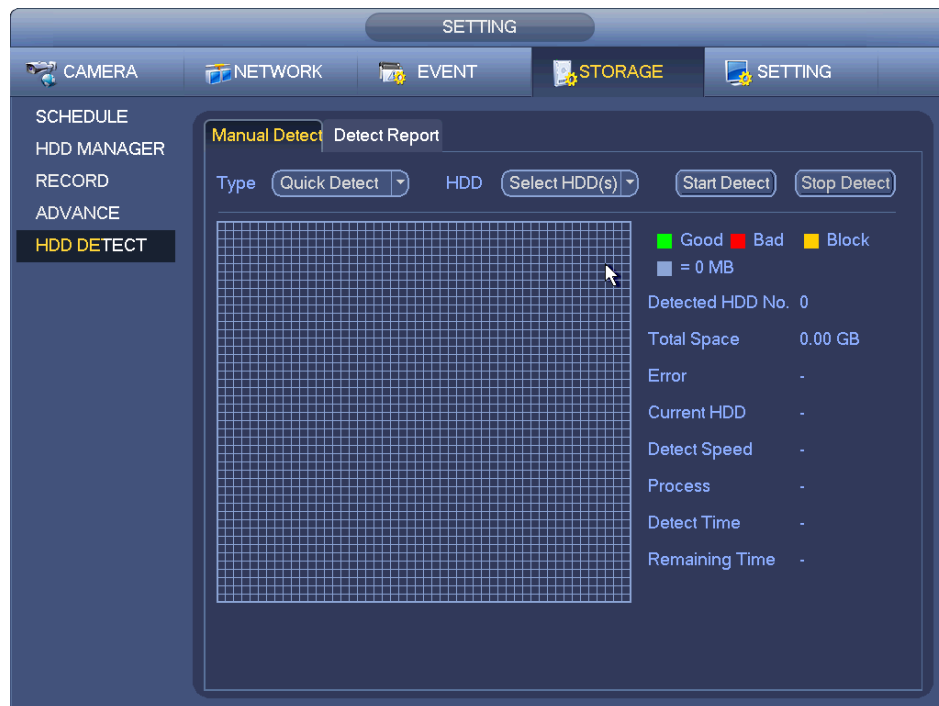 SETTING
CAMERA NETWORK EVENT STORAGE SETTING
SCHEDULE
HDD MANAGER
RECORD
ADVANCE
HDD DETECT
Manual Detect Detect Report
Type Quick Detect HDD Select HDD(s) Start Detect Stop Detect
Good Bad Block
= 0 MB
Detected HDD No. 0
Total Space 0.00 GB
Error -
Current HDD -
Detect Speed -
Process -
Detect Time -
Remaining Time -